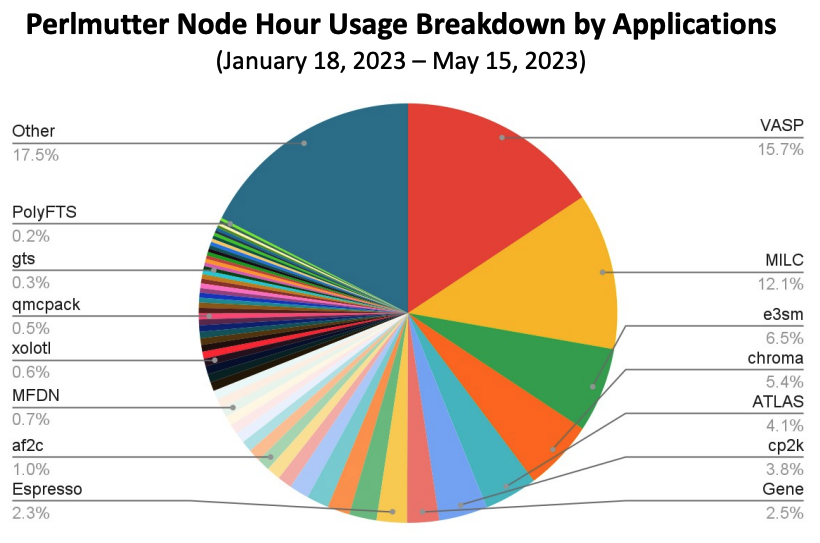 Perlmutter Node Hour Usage Breakdown by Applications
(January 18, 2023 – May 15, 2023)
Other
17.5%
PolyFTS
0.2%
gts
0.3%
qmcpack
0.5%
xolotl
0.6%
MFDN
0.7%
af2c
1.0%
Espresso
2.3%
VASP
15.7%
MILC
12.1%
e3sm
6.5%
chroma
5.4%
ATLAS
4.1%
cp2k
3.8%
Gene
2.5%